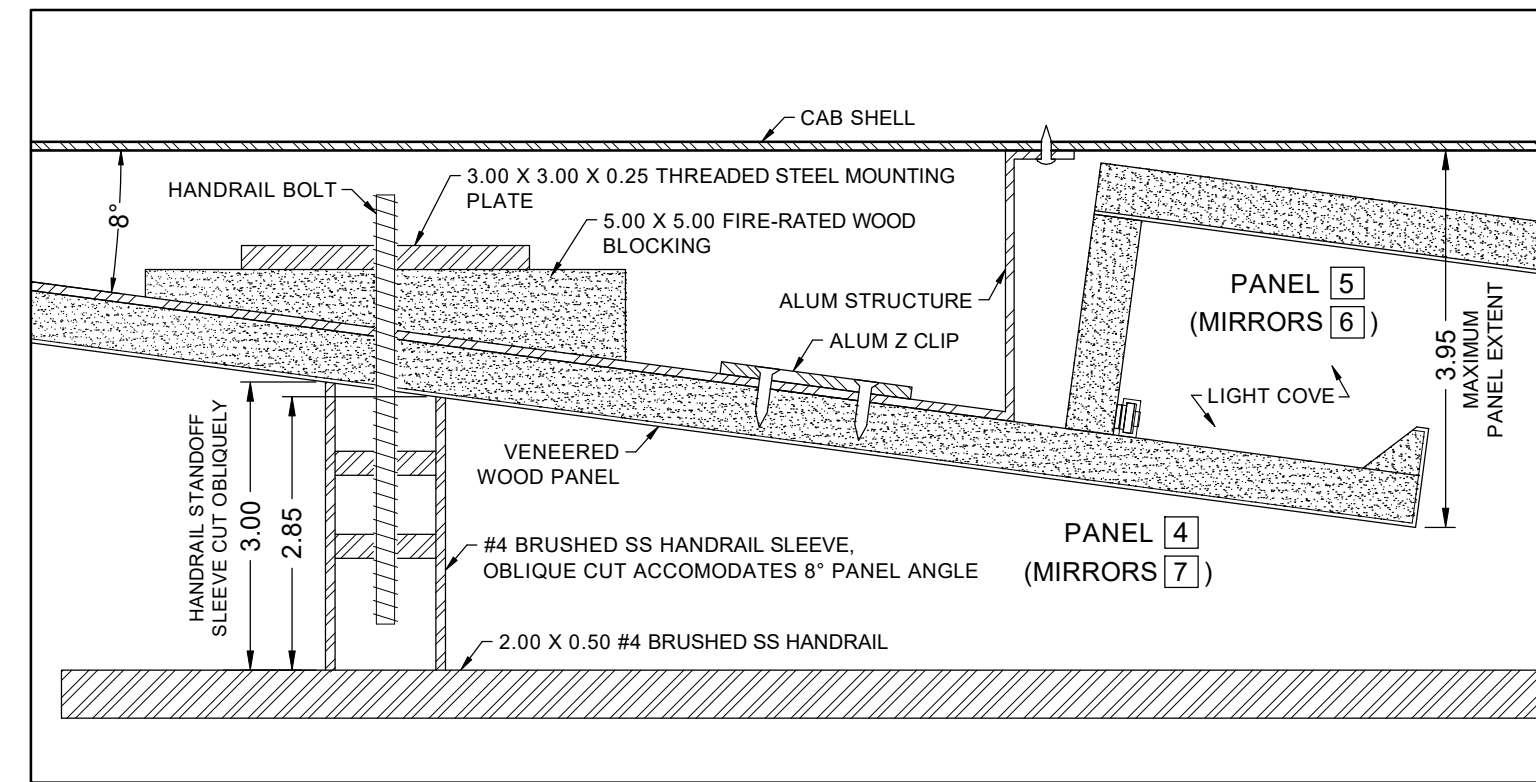 CAB SHELL
HANDRAIL BOLT
3.00 X 3.00 X 0.25 THREADED STEEL MOUNTING
PLATE
8°
5.00 X 5.00 FIRE-RATED WOOD
BLOCKING
ALUM STRUCTURE
ALUM Z CLIP
PANEL 5
(MIRRORS 6 )
3.95
MAXIMUM
PANEL EXTENT
LIGHT COVE
HANDRAIL STANDOFF
SLEEVE CUT OBLIQUELY
3.00
2.85
VENEERED
WOOD PANEL
PANEL 4
(MIRRORS 7 )
#4 BRUSHED SS HANDRAIL SLEEVE,
OBLIQUE CUT ACCOMODATES 8° PANEL ANGLE
2.00 X 0.50 #4 BRUSHED SS HANDRAIL